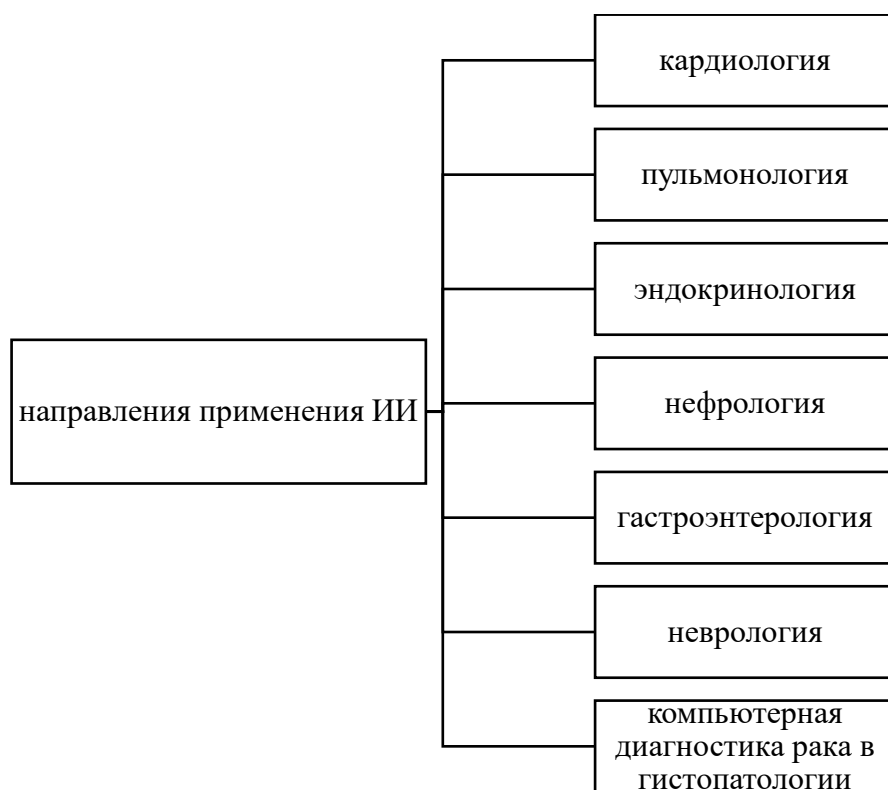 кардиология
пульмонология
эндокринология
направления применения ИИ
нефрология
гастроэнтерология
неврология
компьютерная
диагностика рака в
гистопатологии